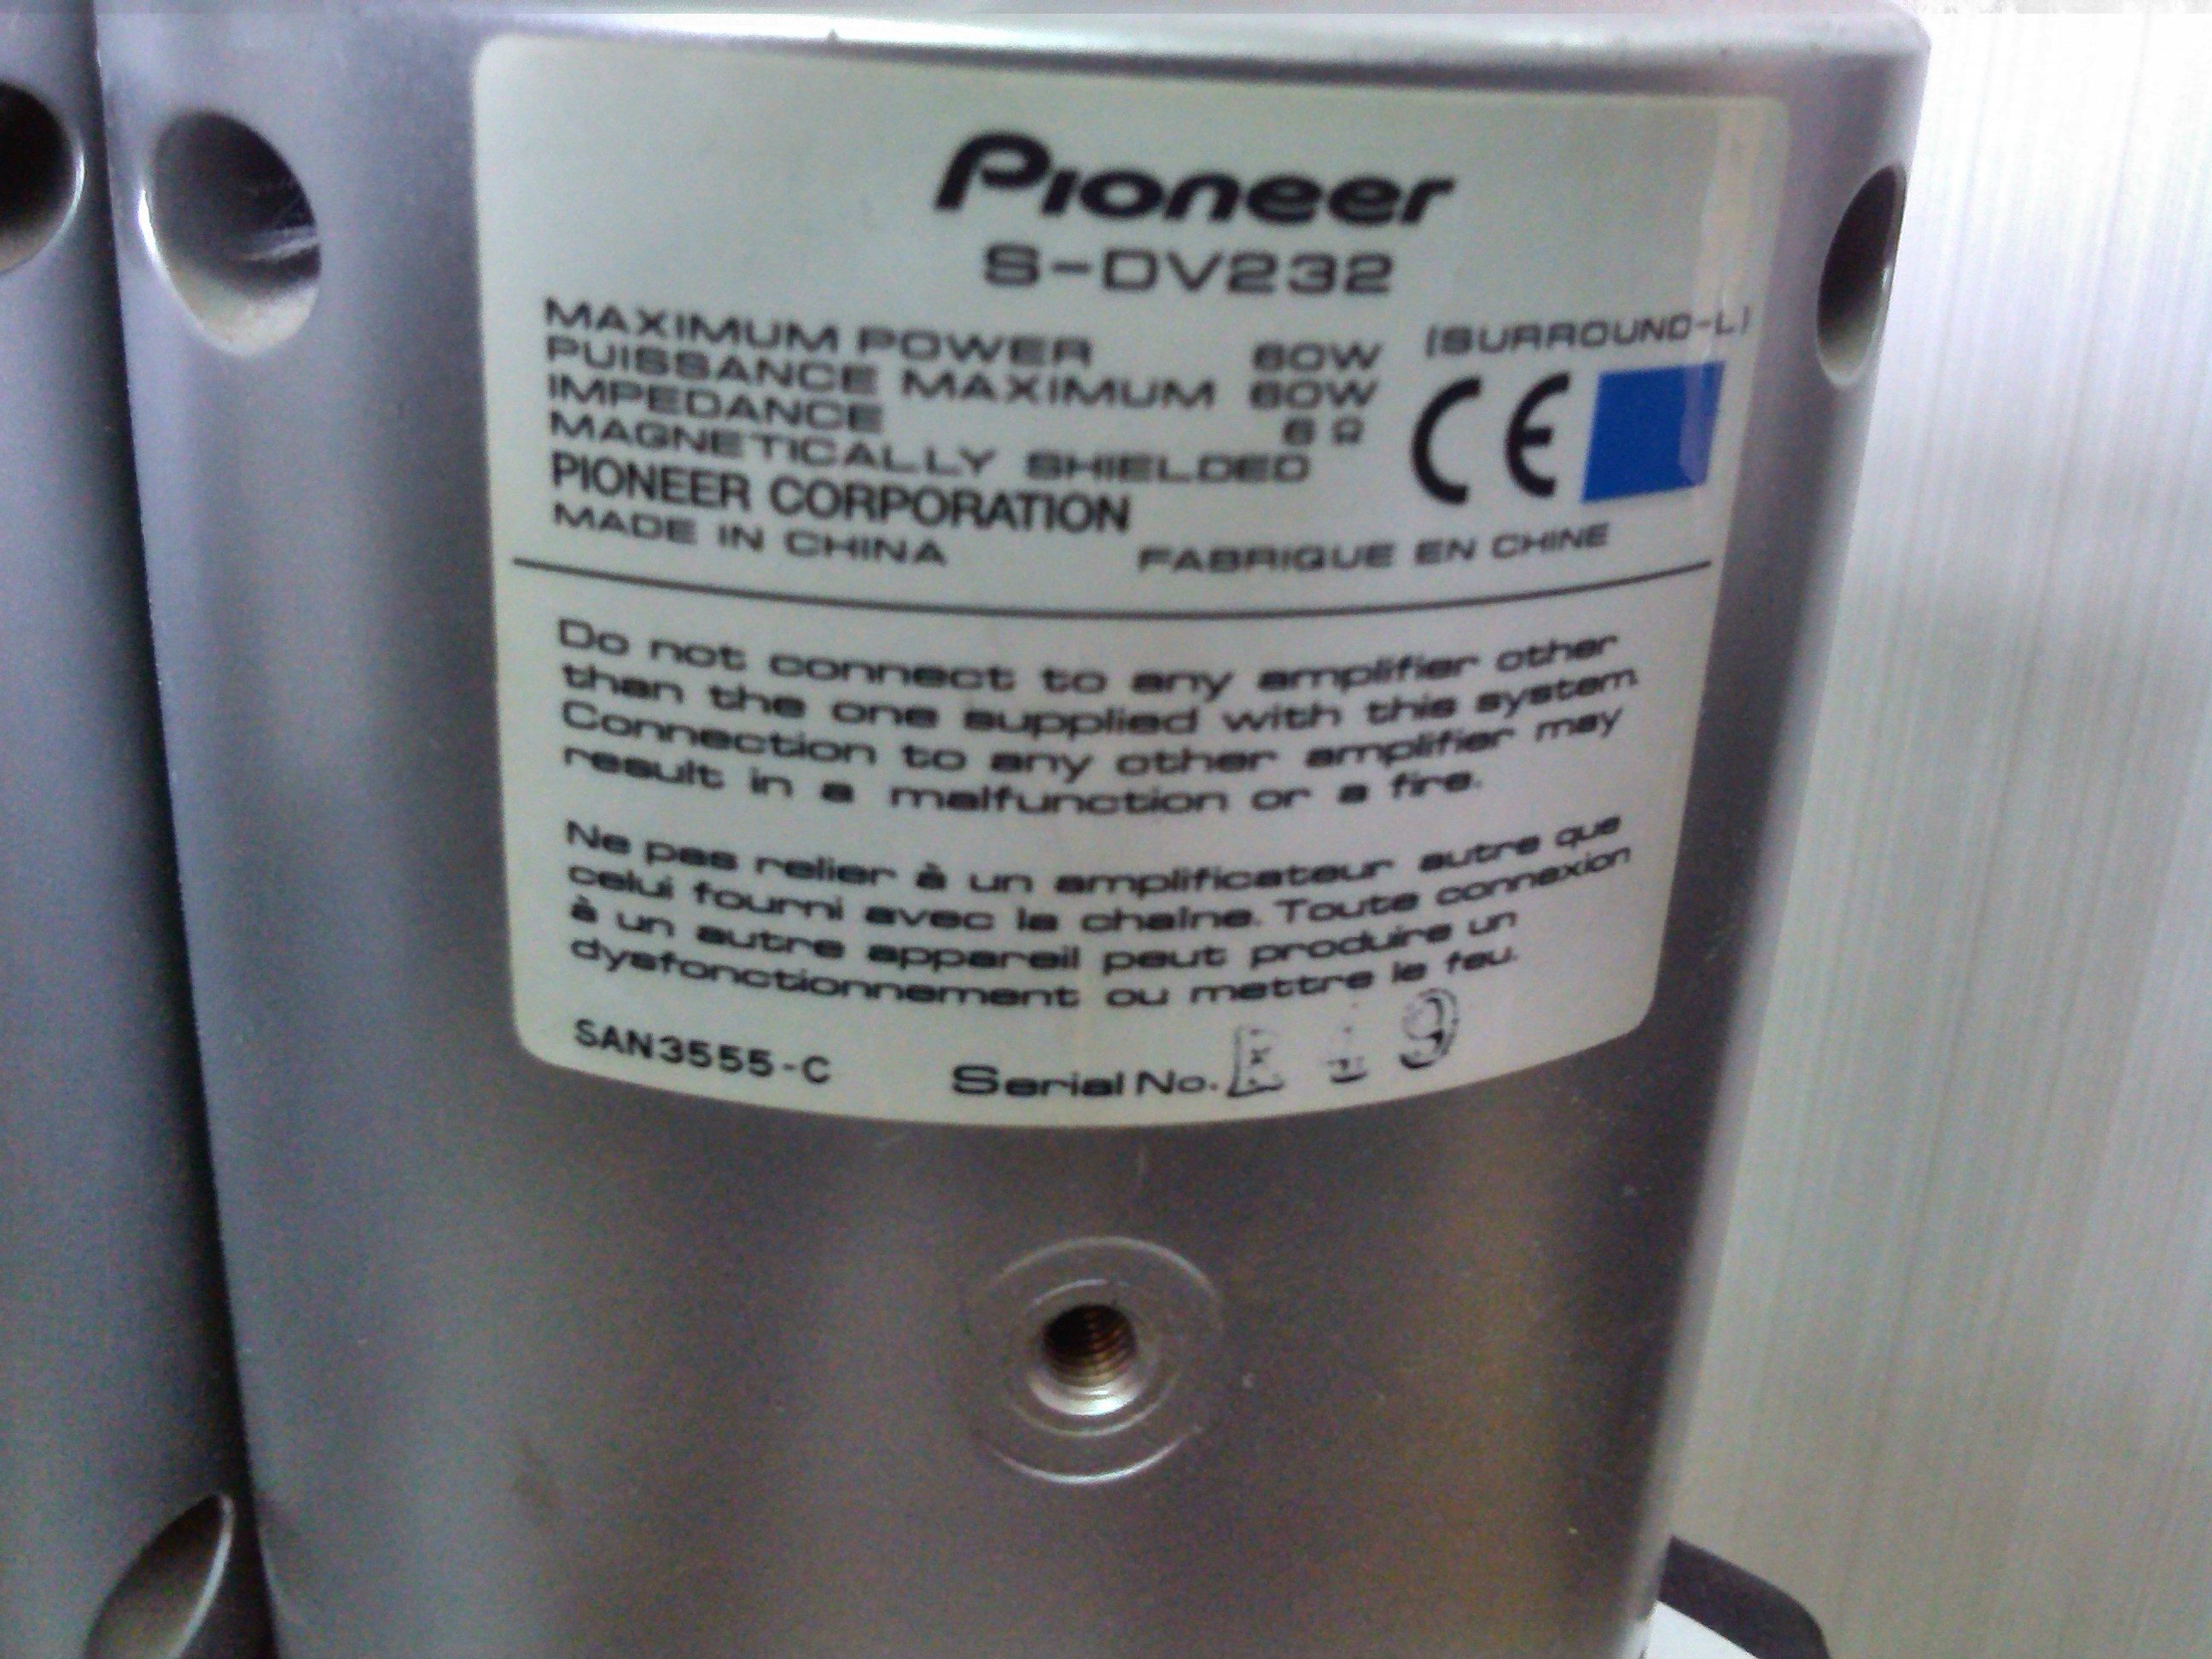 Pioneer
S-DV232
(SURROUND-L)
MAXIMUM POWER 60W
PUISSANCE MAXIMUM 60W
IMPEDANCE 6 Ω
MAGNETICALLY SHIELDED
CE
PIONEER CORPORATION
MADE IN CHINA FABRIQUE EN CHINE
Do not connect to any amplifier other
than the one supplied with this system.
Connection to any other amplifier may
result in a malfunction or a fire.
Ne pas relier à un amplificateur autre que
celui fourni avec la chaîne. Toute connexion
à un autre appareil peut produire un
dysfonctionnement ou mettre le feu.
SAN3555-C Serial No.